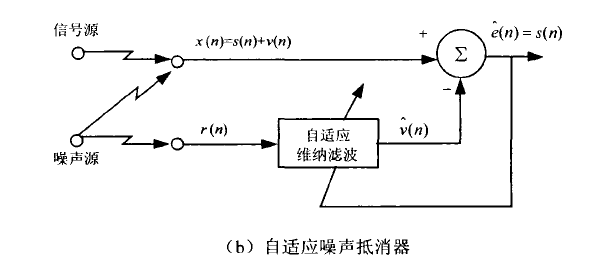 信号源
x(n)=s(n)+v(n)
+
Σ
ê(n)=s(n)
−
噪声源
r(n)
自适应
维纳滤波
v̂(n)
(b) 自适应噪声抵消器